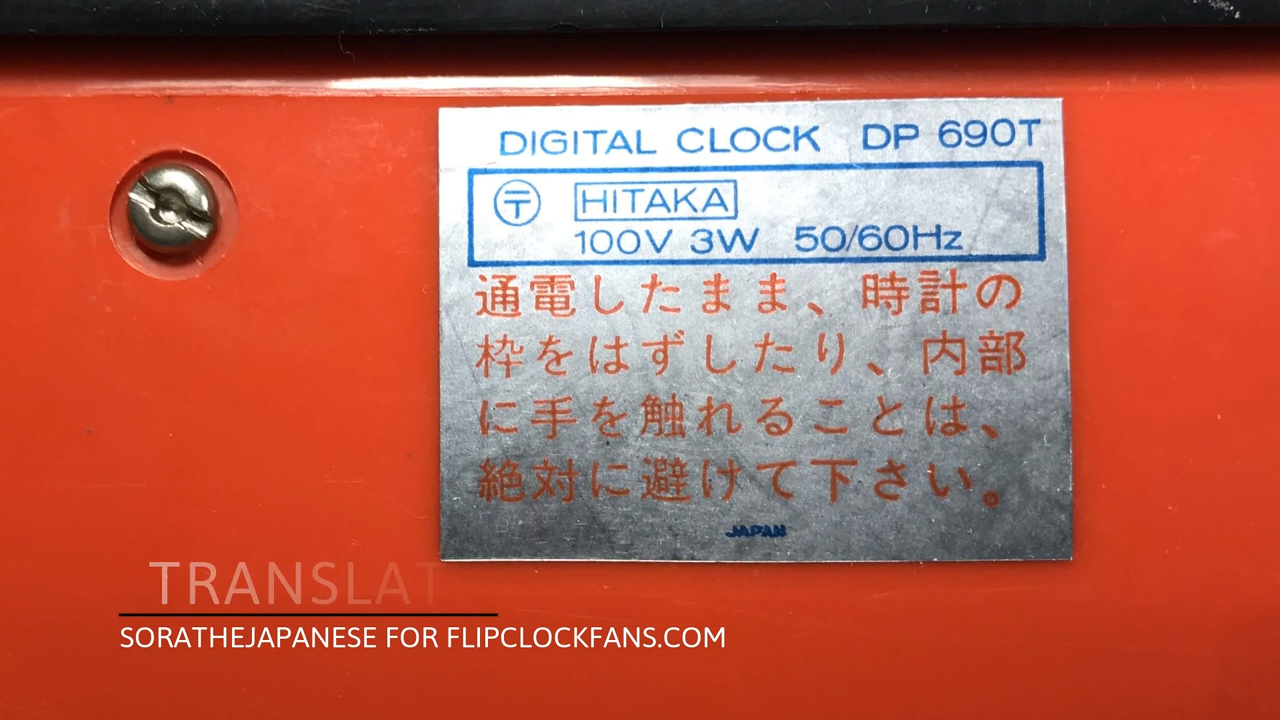 DIGITAL CLOCK DP 690T
〒 HITAKA
100V 3W 50/60Hz
通電したまま、時計の
枠をはずしたり、内部
に手を触れることは、
絶対に避けて下さい。
JAPAN
TRANSLAT
SORATHEJAPANESE FOR FLIPCLOCKFANS.COM